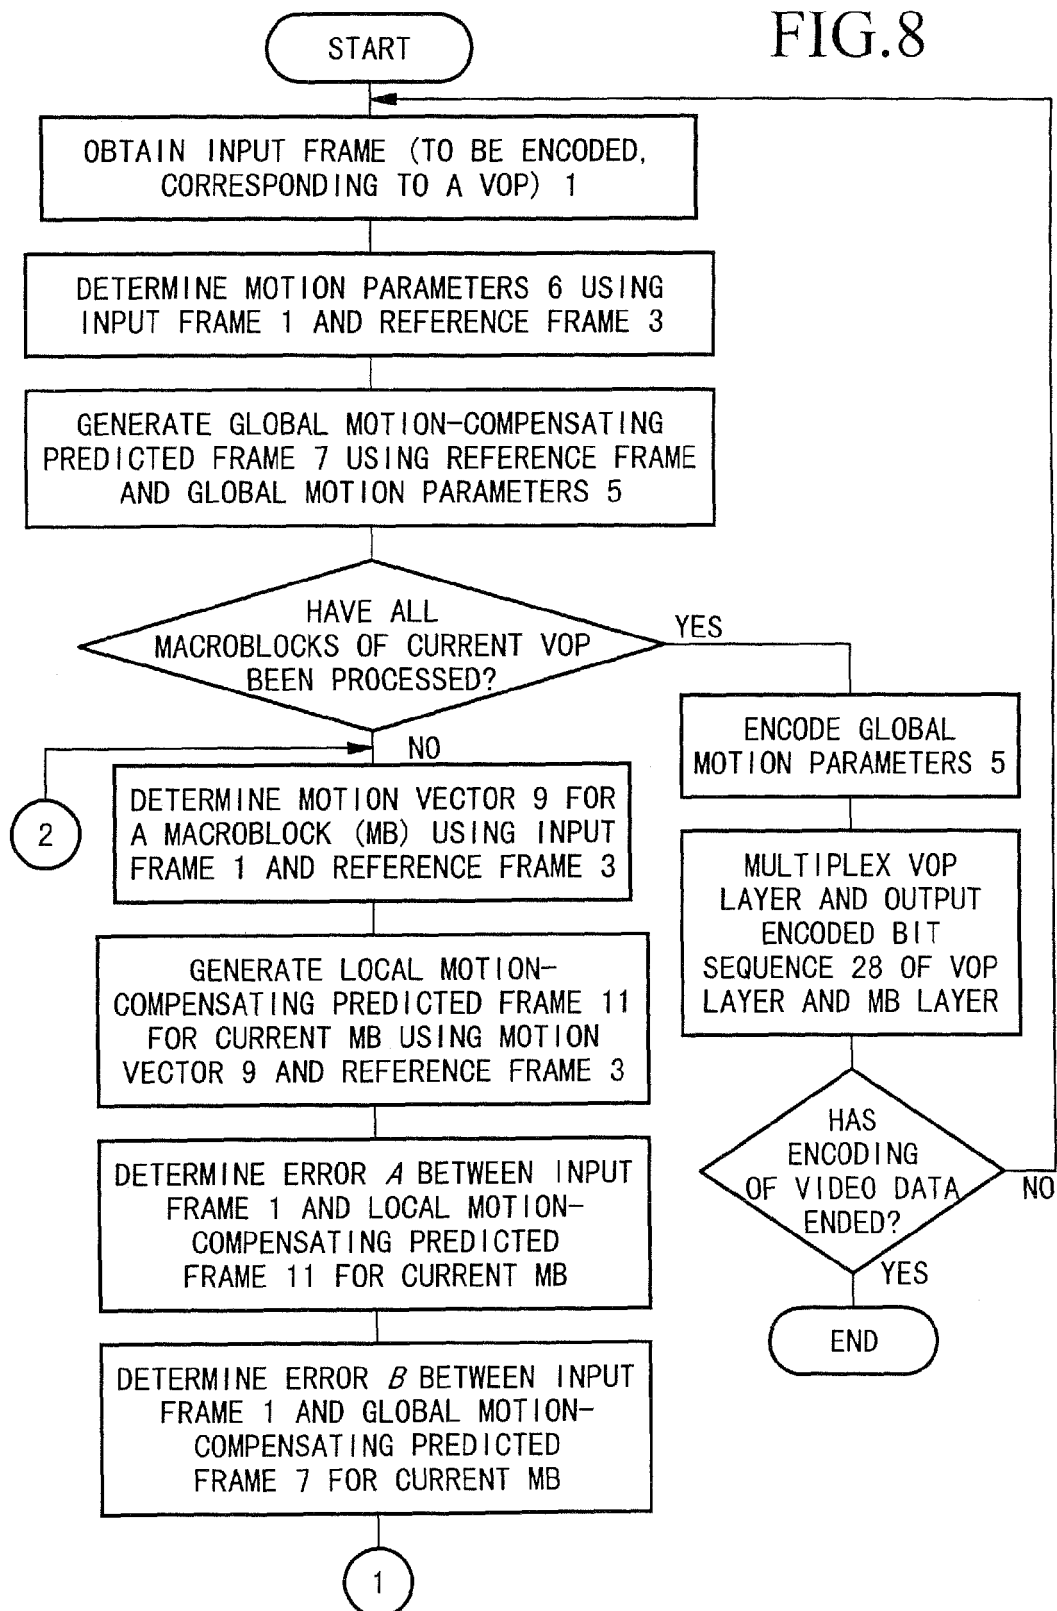 FIG.8
START
OBTAIN INPUT FRAME (TO BE ENCODED,
CORRESPONDING TO A VOP) 1
DETERMINE MOTION PARAMETERS 6 USING
INPUT FRAME 1 AND REFERENCE FRAME 3
GENERATE GLOBAL MOTION-COMPENSATING
PREDICTED FRAME 7 USING REFERENCE FRAME
AND GLOBAL MOTION PARAMETERS 5
HAVE ALL
MACROBLOCKS OF CURRENT VOP
BEEN PROCESSED?
YES
NO
2
DETERMINE MOTION VECTOR 9 FOR
A MACROBLOCK (MB) USING INPUT
FRAME 1 AND REFERENCE FRAME 3
GENERATE LOCAL MOTION-
COMPENSATING PREDICTED FRAME 11
FOR CURRENT MB USING MOTION
VECTOR 9 AND REFERENCE FRAME 3
DETERMINE ERROR A BETWEEN INPUT
FRAME 1 AND LOCAL MOTION-
COMPENSATING PREDICTED
FRAME 11 FOR CURRENT MB
DETERMINE ERROR B BETWEEN INPUT
FRAME 1 AND GLOBAL MOTION-
COMPENSATING PREDICTED
FRAME 7 FOR CURRENT MB
1
ENCODE GLOBAL
MOTION PARAMETERS 5
MULTIPLEX VOP
LAYER AND OUTPUT
ENCODED BIT
SEQUENCE 28 OF VOP
LAYER AND MB LAYER
HAS
ENCODING
OF VIDEO DATA
ENDED?
NO
YES
END